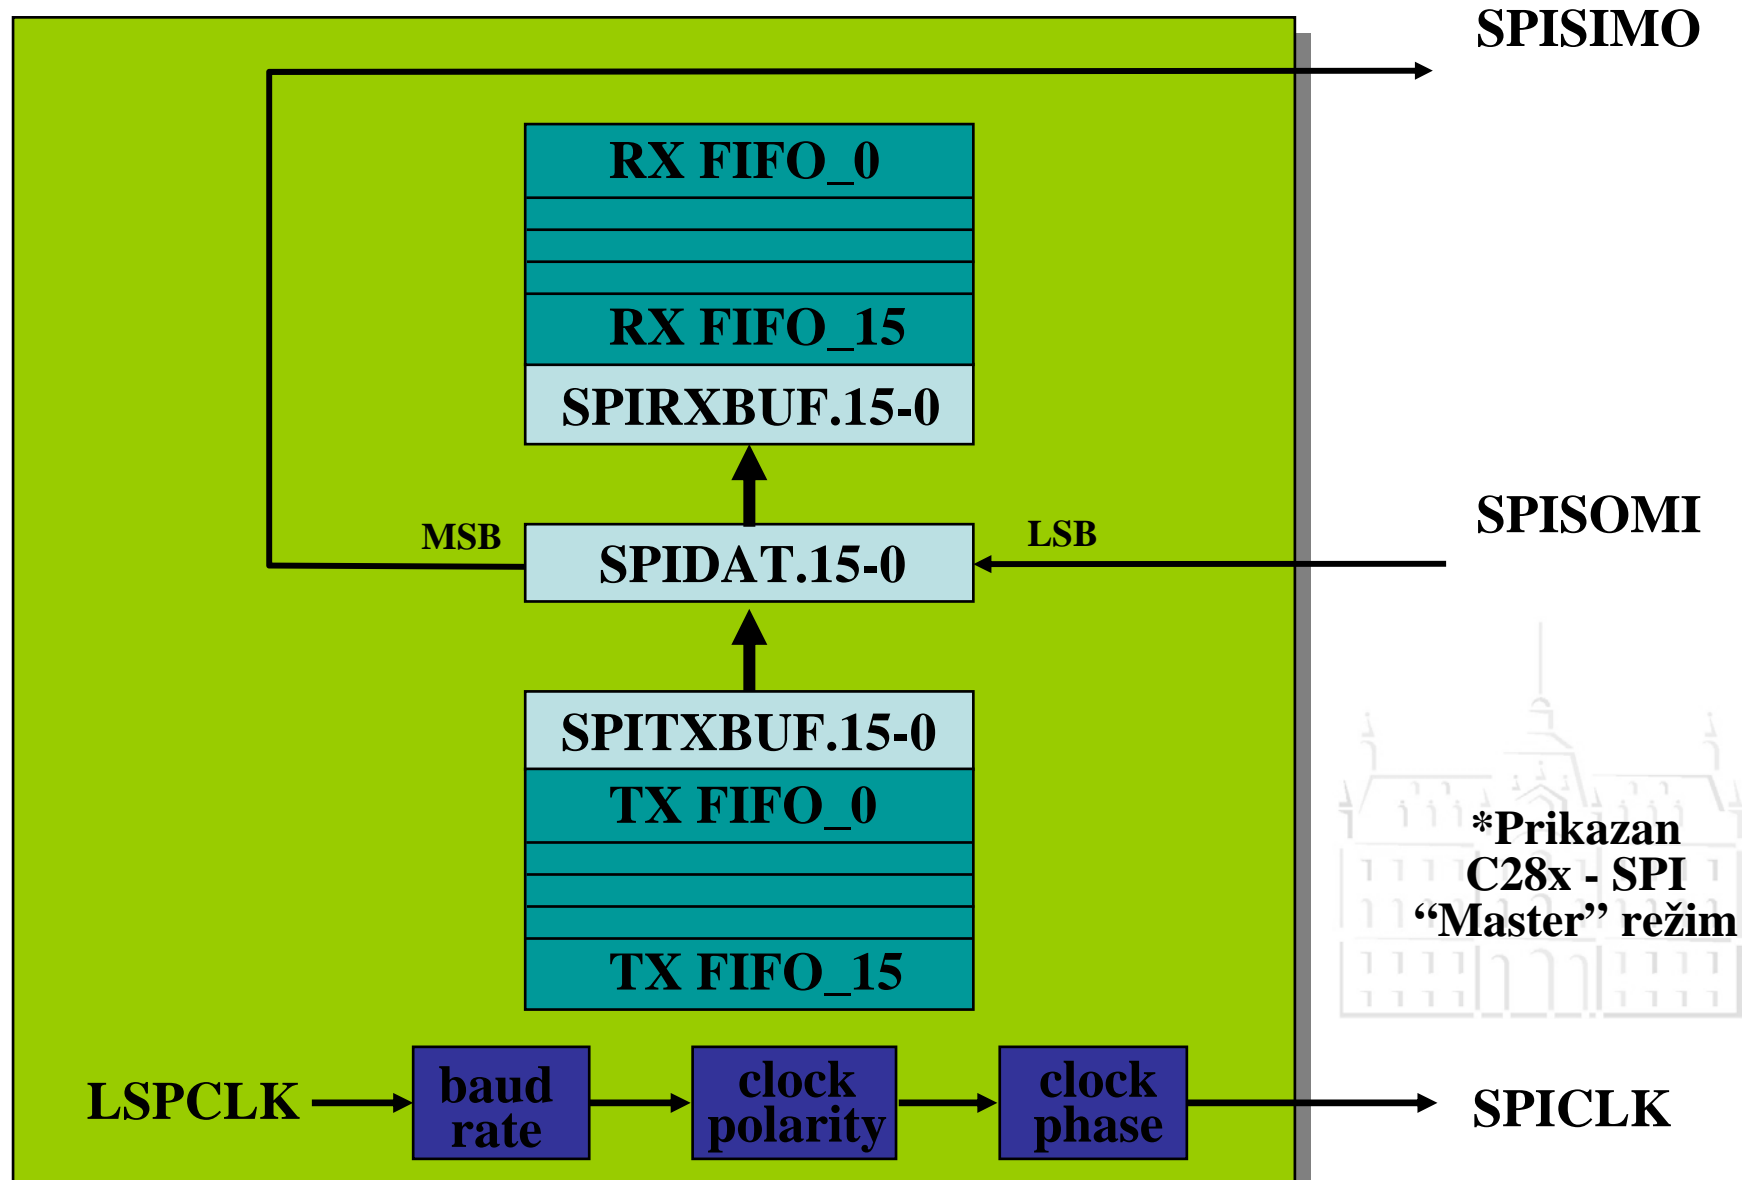 SPISIMO
RX FIFO_0
RX FIFO_15
SPIRXBUF.15-0
MSB
SPIDAT.15-0
LSB
SPISOMI
SPITXBUF.15-0
TX FIFO_0
TX FIFO_15
*Prikazan
C28x - SPI
“Master” režim
LSPCLK
baud
rate
clock
polarity
clock
phase
SPICLK